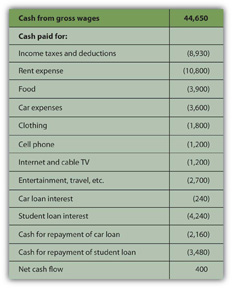 Cash from gross wages 44,650
Cash paid for:
Income taxes and deductions (8,930)
Rent expense (10,800)
Food (3,900)
Car expenses (3,600)
Clothing (1,800)
Cell phone (1,200)
Internet and cable TV (1,200)
Entertainment, travel, etc. (2,700)
Car loan interest (240)
Student loan interest (4,240)
Cash for repayment of car loan (2,160)
Cash for repayment of student loan (3,480)
Net cash flow 400